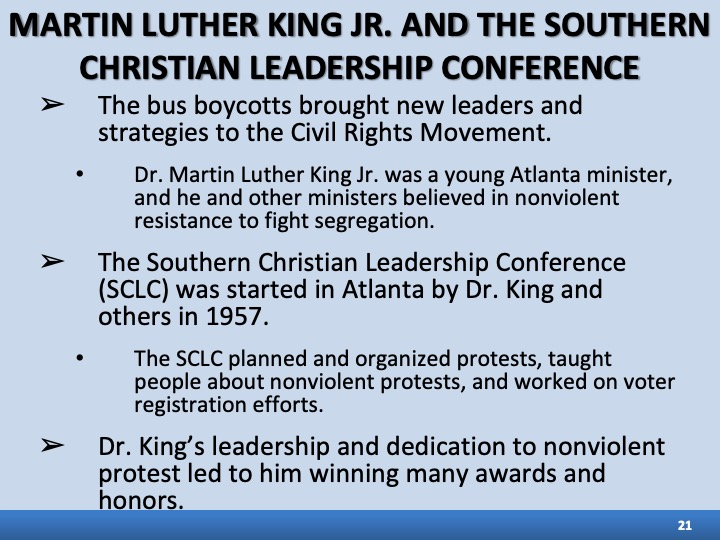 MARTIN LUTHER KING JR. AND THE SOUTHERN
CHRISTIAN LEADERSHIP CONFERENCE
➢ The bus boycotts brought new leaders and
strategies to the Civil Rights Movement.
• Dr. Martin Luther King Jr. was a young Atlanta minister,
and he and other ministers believed in nonviolent
resistance to fight segregation.
➢ The Southern Christian Leadership Conference
(SCLC) was started in Atlanta by Dr. King and
others in 1957.
• The SCLC planned and organized protests, taught
people about nonviolent protests, and worked on voter
registration efforts.
➢ Dr. King’s leadership and dedication to nonviolent
protest led to him winning many awards and
honors.
21